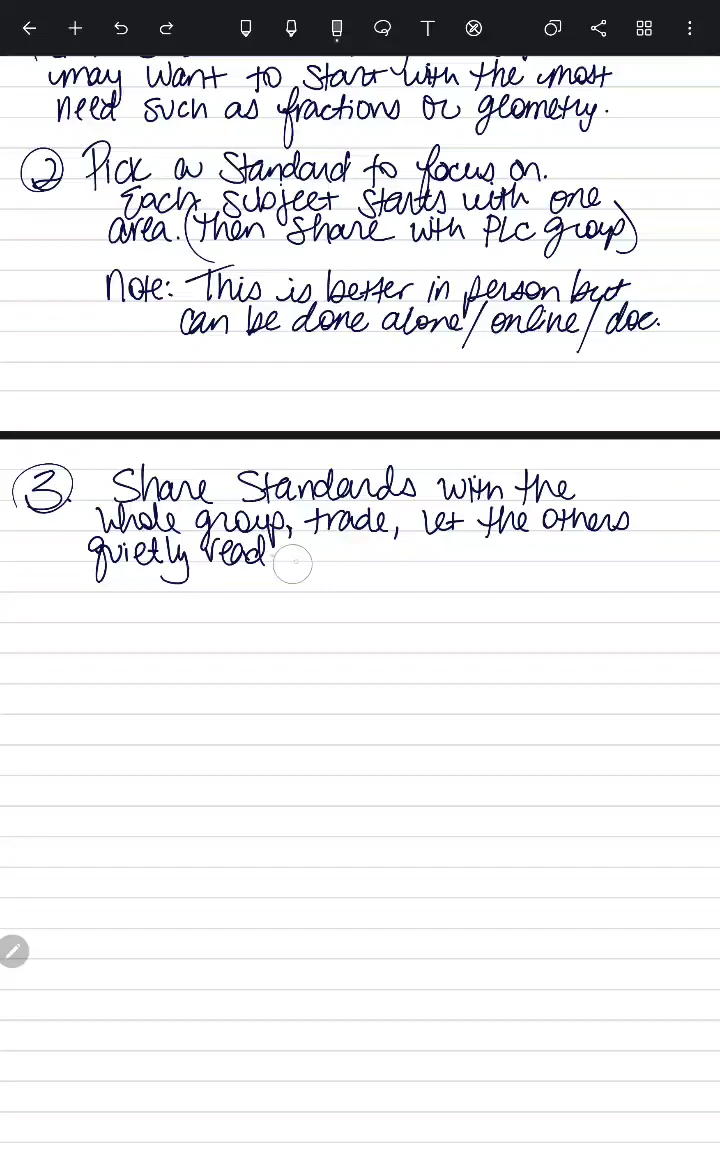 may want to start with the most
need such as fractions or geometry.
② Pick a Standard to focus on.
Each subject starts with one
area. (Then share with PLC group)
Note: This is better in person but
can be done alone/online/doc.
③. Share Standards with the
whole group, trade, let the others
quietly read